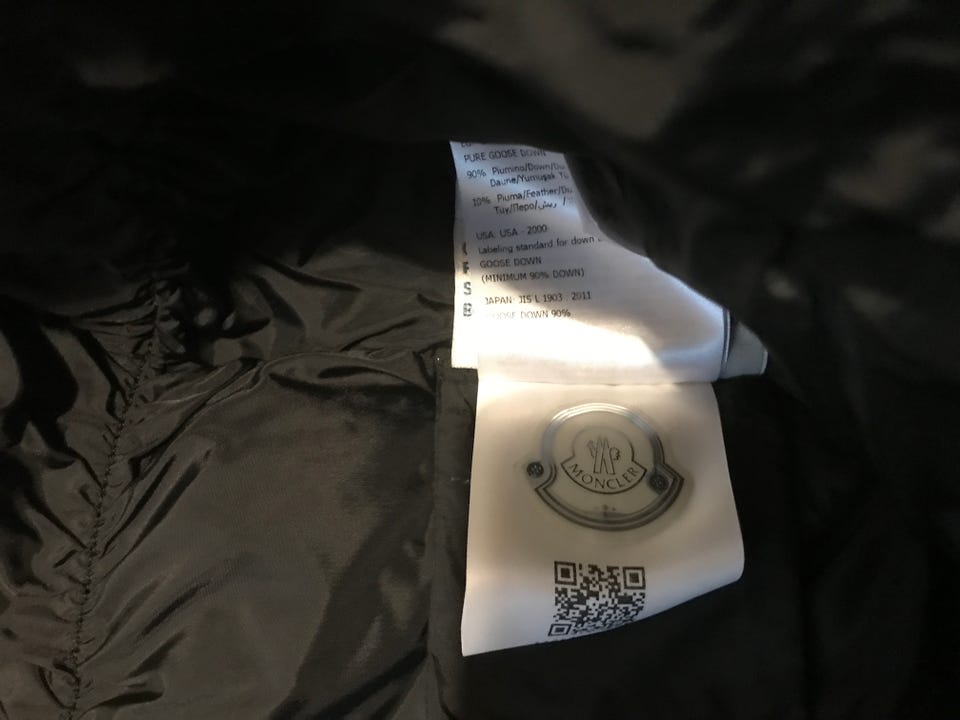 PURE GOOSE DOWN
90% Piumino/Down/Du
Daune/Yumuşak Tü
10% Piuma/Feather/Du
Tüy/Перо/ريش /
USA: USA - 2000
Labeling standard for down
GOOSE DOWN
(MINIMUM 90% DOWN)
JAPAN: JIS L 1903 : 2011
GOOSE DOWN 90%
MONCLER